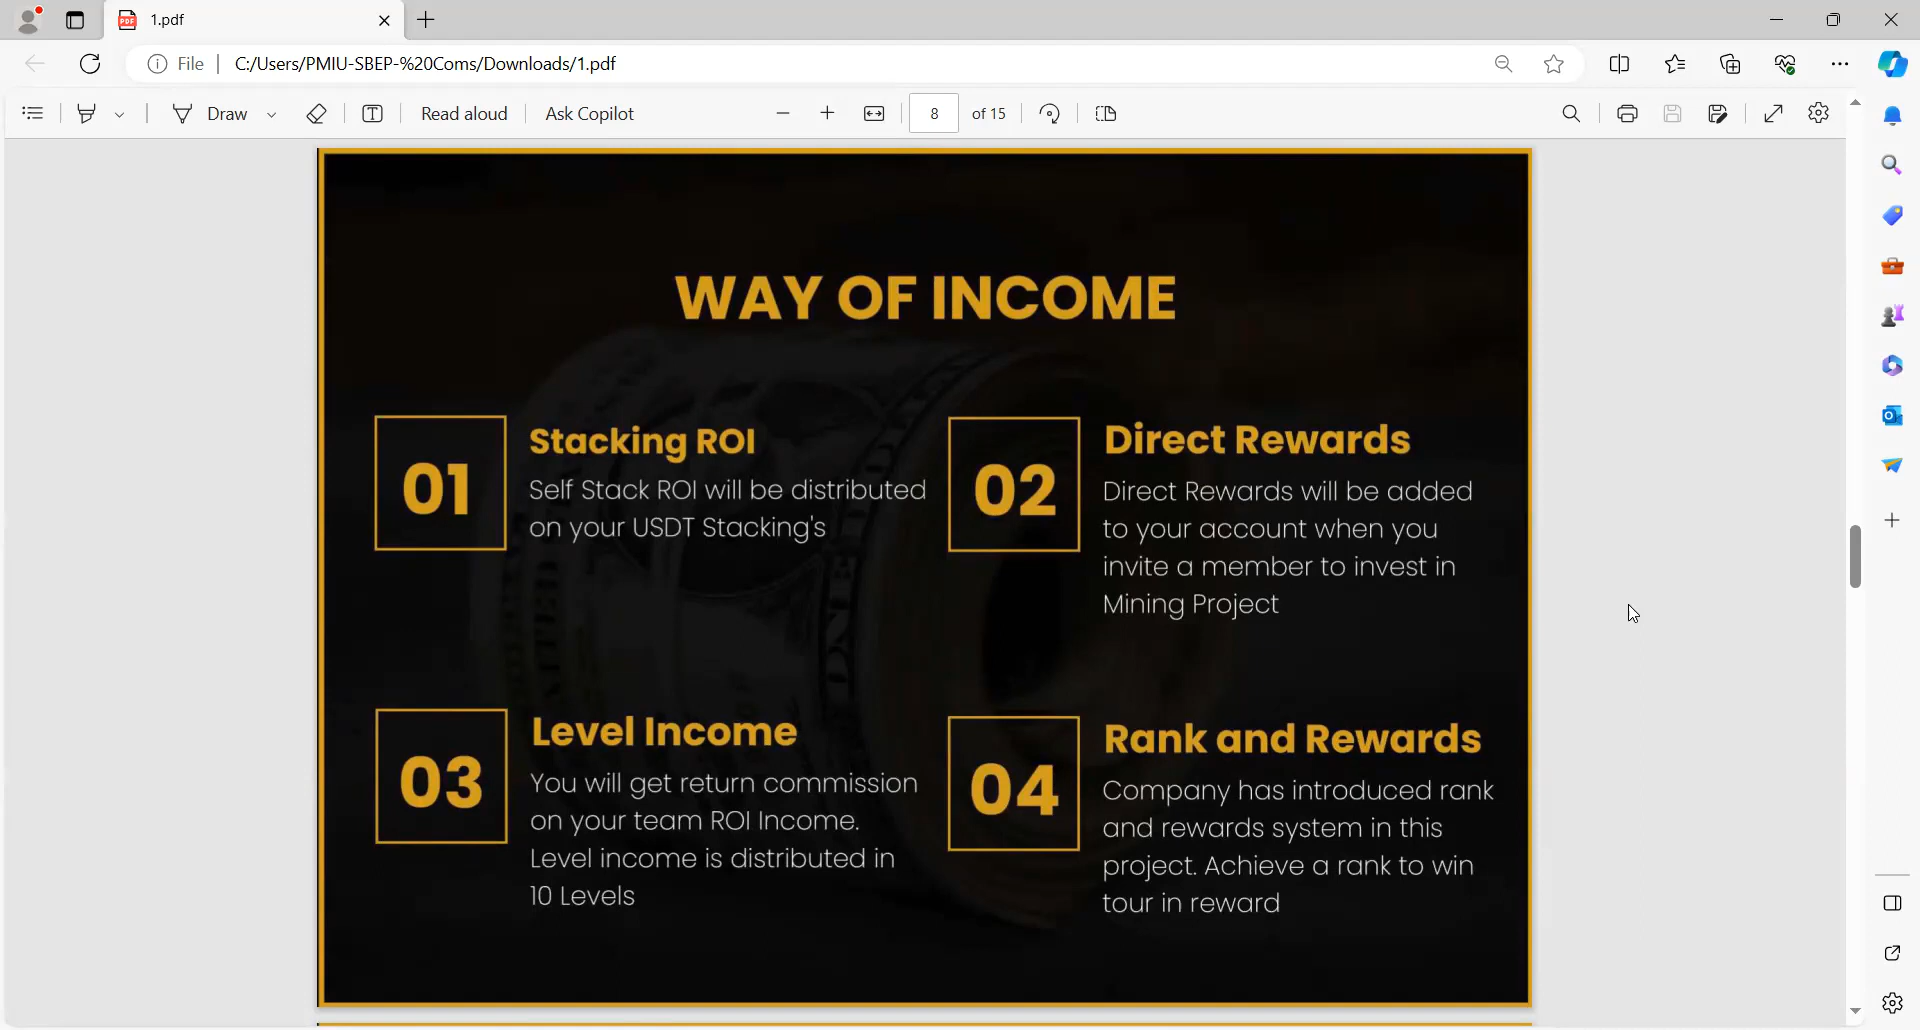 1.pdf
File
C:/Users/PMIU-SBEP-%20Coms/Downloads/1.pdf
Draw
Read aloud
Ask Copilot
8
of 15
WAY OF INCOME
01
Stacking ROI
Self Stack ROI will be distributed
on your USDT Stacking's
02
Direct Rewards
Direct Rewards will be added
to your account when you
invite a member to invest in
Mining Project
03
Level Income
You will get return commission
on your team ROI Income.
Level income is distributed in
10 Levels
04
Rank and Rewards
Company has introduced rank
and rewards system in this
project. Achieve a rank to win
tour in reward